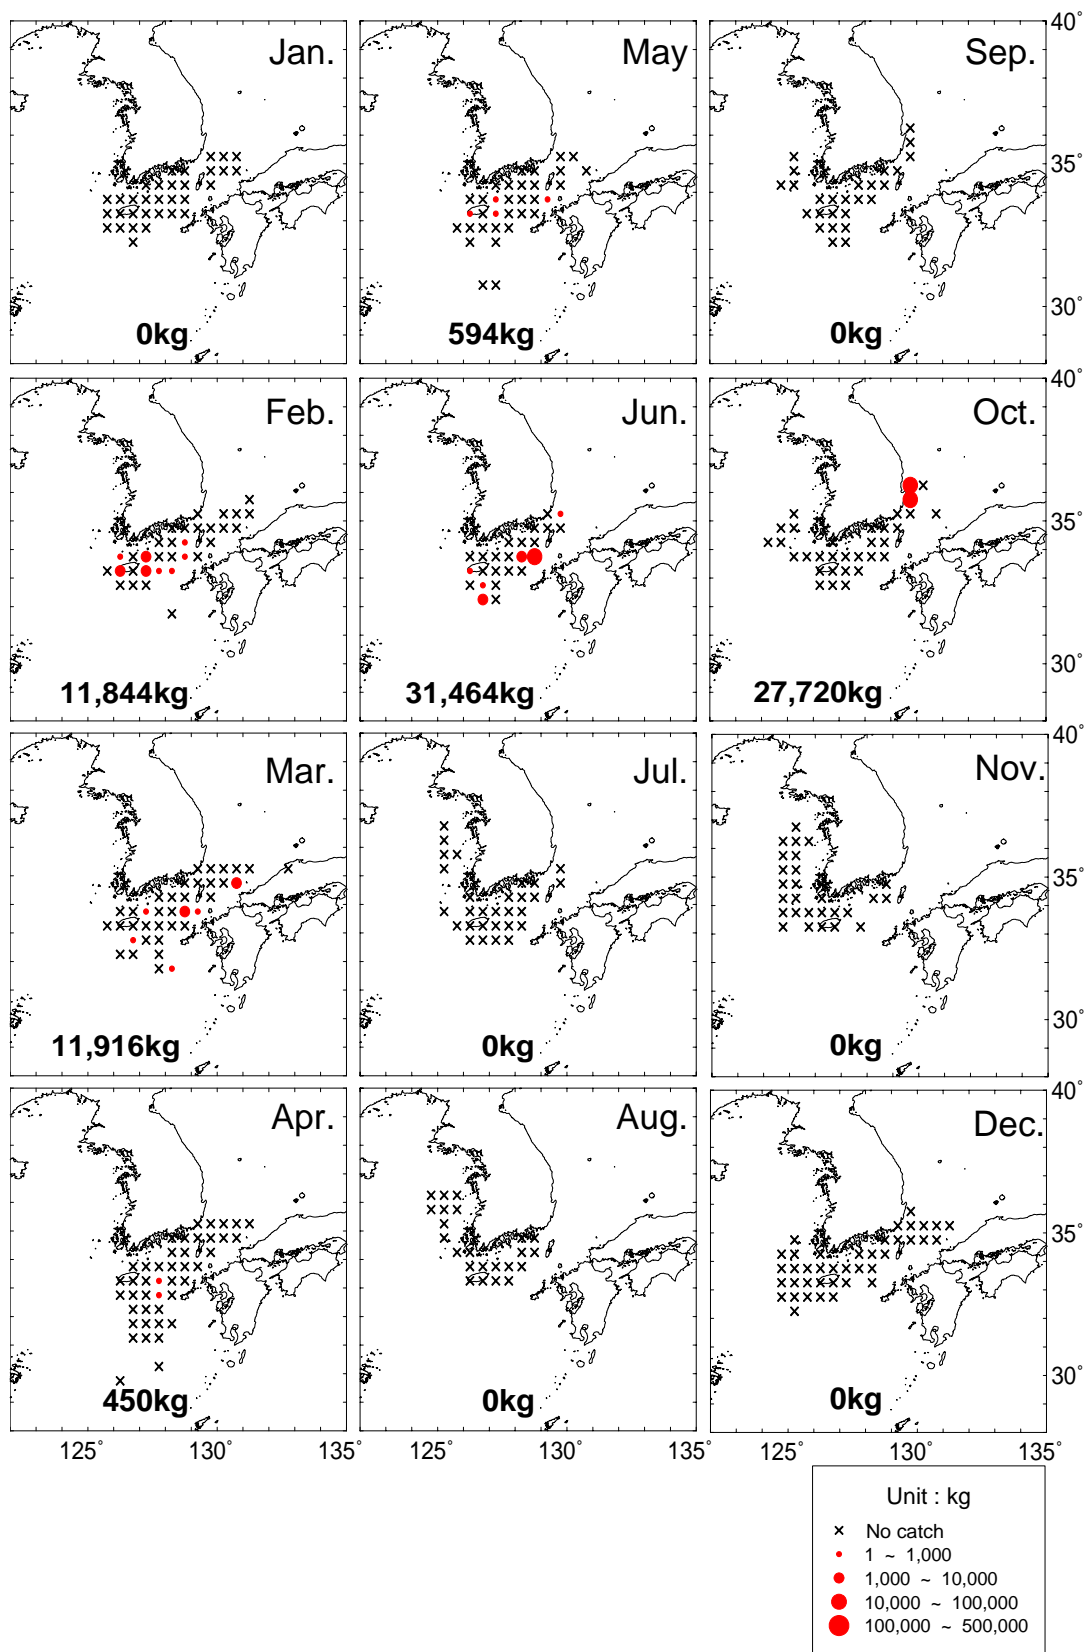 Jan.
May
Sep.
40°
35°
30°
0kg
594kg
0kg
Feb.
Jun.
Oct.
40°
35°
30°
11,844kg
31,464kg
27,720kg
Mar.
Jul.
Nov.
40°
35°
30°
11,916kg
0kg
0kg
Apr.
Aug.
Dec.
40°
35°
30°
450kg
0kg
0kg
125° 130° 135° 125° 130° 135° 125° 130° 135°
Unit : kg
× No catch
1 ~ 1,000
1,000 ~ 10,000
10,000 ~ 100,000
100,000 ~ 500,000